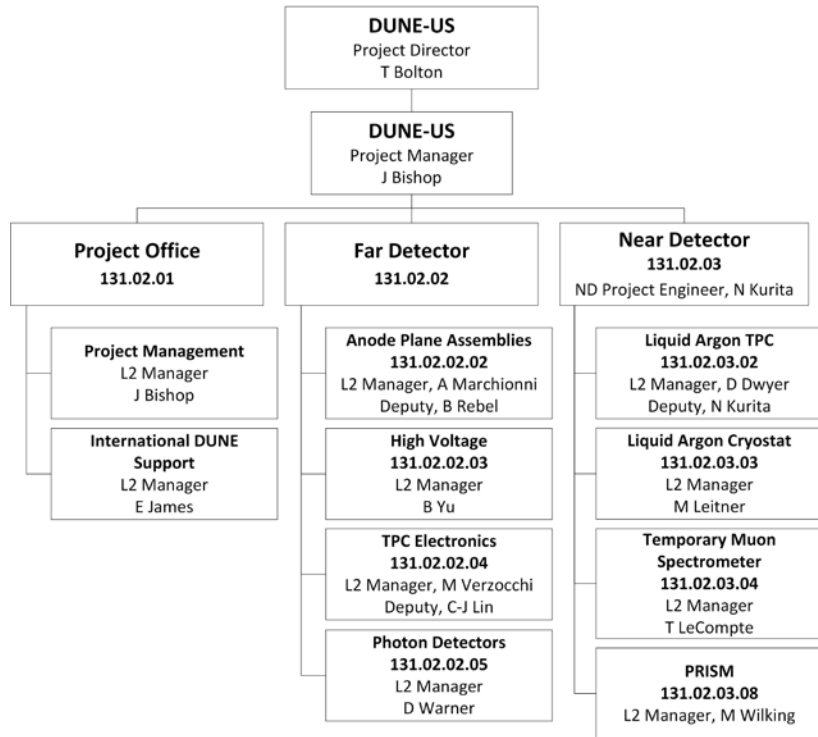 DUNE-US
Project Director
T Bolton
DUNE-US
Project Manager
J Bishop
Project Office
131.02.01
Project Management
L2 Manager
J Bishop
International DUNE
Support
L2 Manager
E James
Far Detector
131.02.02
Anode Plane Assemblies
131.02.02.02
L2 Manager, A Marchionni
Deputy, B Rebel
High Voltage
131.02.02.03
L2 Manager
B Yu
TPC Electronics
131.02.02.04
L2 Manager, M Verzocchi
Deputy, C-J Lin
Photon Detectors
131.02.02.05
L2 Manager
D Warner
Near Detector
131.02.03
ND Project Engineer, N Kurita
Liquid Argon TPC
131.02.03.02
L2 Manager, D Dwyer
Deputy, N Kurita
Liquid Argon Cryostat
131.02.03.03
L2 Manager
M Leitner
Temporary Muon
Spectrometer
131.02.03.04
L2 Manager
T LeCompte
PRISM
131.02.03.08
L2 Manager, M Wilking